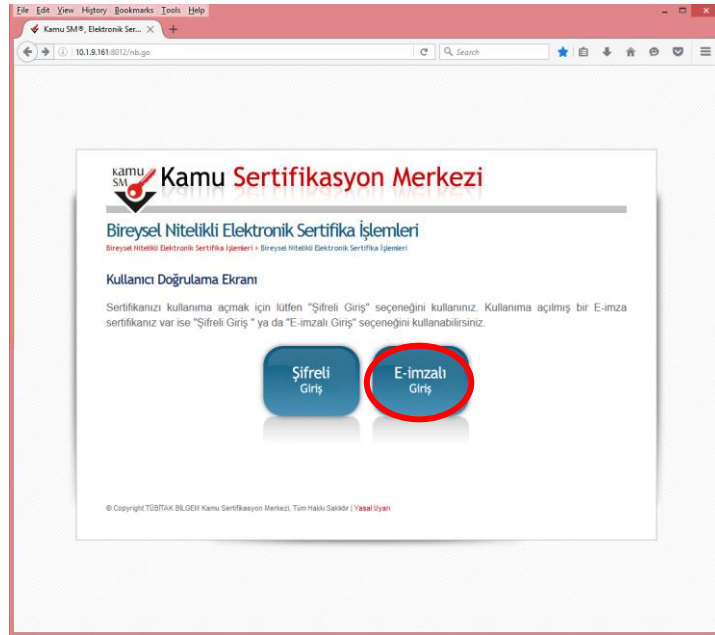 File Edit View History Bookmarks Tools Help
Kamu SM®, Elektronik Ser...
10.1.9.161:8012/nb.go
Search
Kamu SM
Kamu Sertifikasyon Merkezi
Bireysel Nitelikli Elektronik Sertifika İşlemleri
Bireysel Nitelikli Elektronik Sertifika İşlemleri » Bireysel Nitelikli Elektronik Sertifika İşlemleri
Kullanıcı Doğrulama Ekranı
Sertifikanızı kullanıma açmak için lütfen "Şifreli Giriş" seçeneğini kullanınız. Kullanıma açılmış bir E-imza
sertifikanız var ise "Şifreli Giriş " ya da "E-imzalı Giriş" seçeneğini kullanabilirsiniz.
Şifreli
Giriş
E-imzalı
Giriş
© Copyright TÜBİTAK BİLGEM Kamu Sertifikasyon Merkezi, Tüm Hakkı Saklıdır | Yasal Uyarı